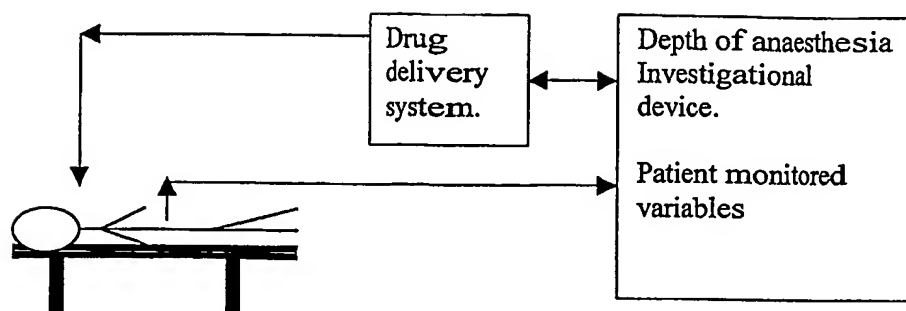 Drug
delivery
system.
Depth of anaesthesia
Investigational
device.
Patient monitored
variables